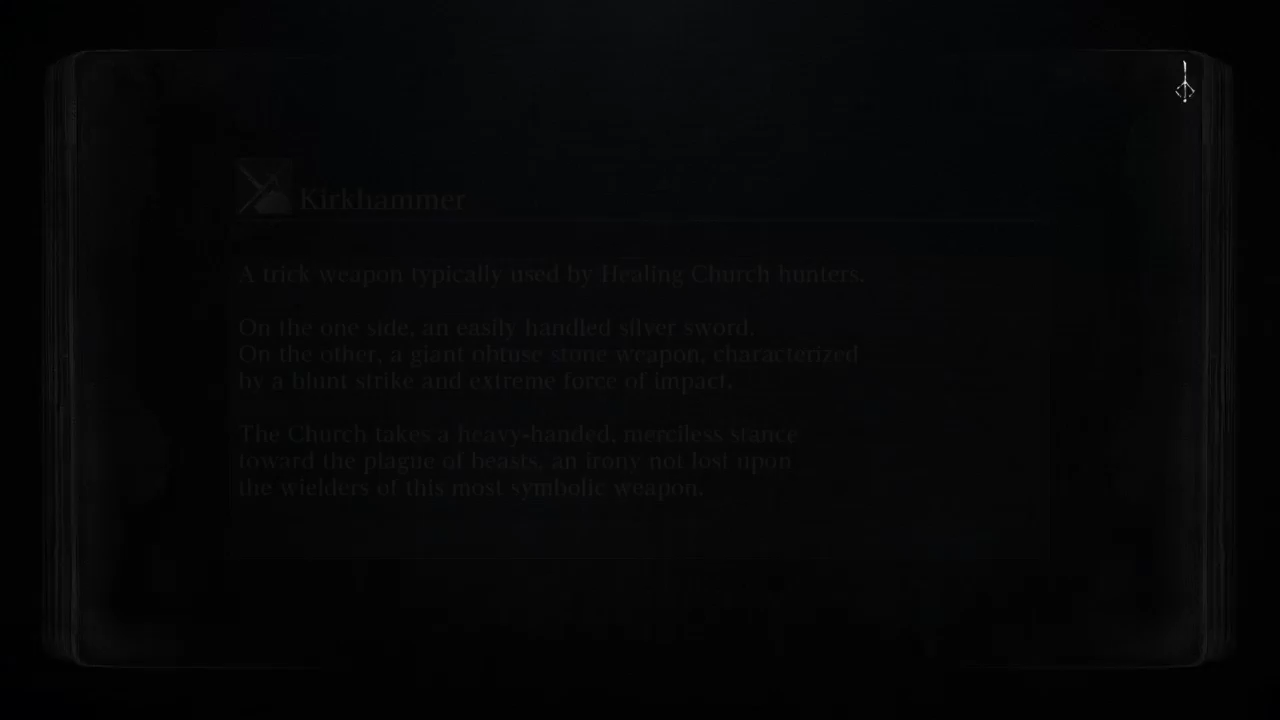 Kirkhammer
A trick weapon typically used by Healing Church hunters.
On the one side, an easily handled silver sword.
On the other, a giant obtuse stone weapon, characterized
by a blunt strike and extreme force of impact.
The Church takes a heavy-handed, merciless stance
toward the plague of beasts, an irony not lost upon
the wielders of this most symbolic weapon.